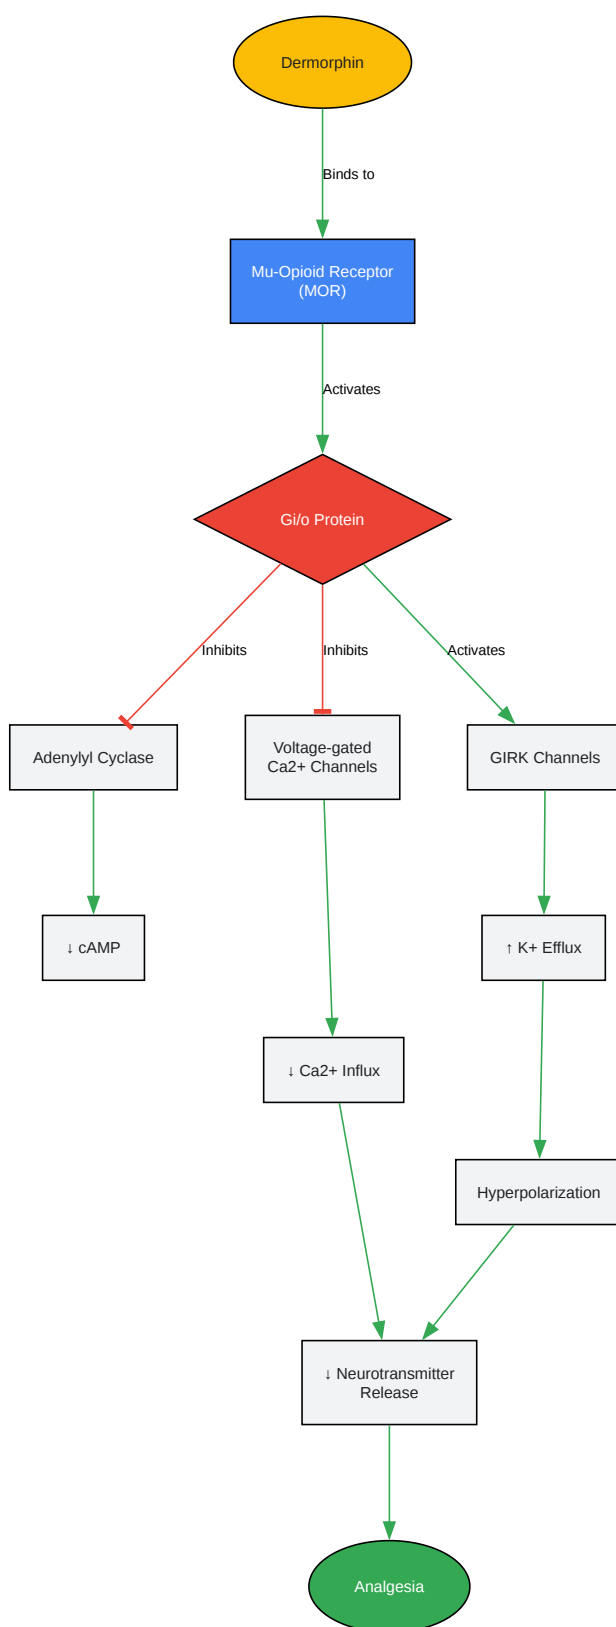 Dermorphin
Binds to
Mu-Opioid Receptor
(MOR)
Activates
Gi/o Protein
Inhibits
Inhibits
Activates
Adenylyl Cyclase
Voltage-gated
Ca2+ Channels
GIRK Channels
↓ cAMP
↑ K+ Efflux
↓ Ca2+ Influx
Hyperpolarization
↓ Neurotransmitter
Release
Analgesia